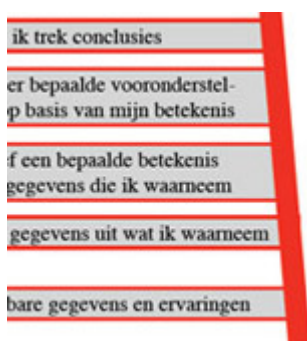 ik trek conclusies
er bepaalde vooronderstel-
op basis van mijn betekenis
f een bepaalde betekenis
gegevens die ik waarneem
gegevens uit wat ik waarneem
bare gegevens en ervaringen